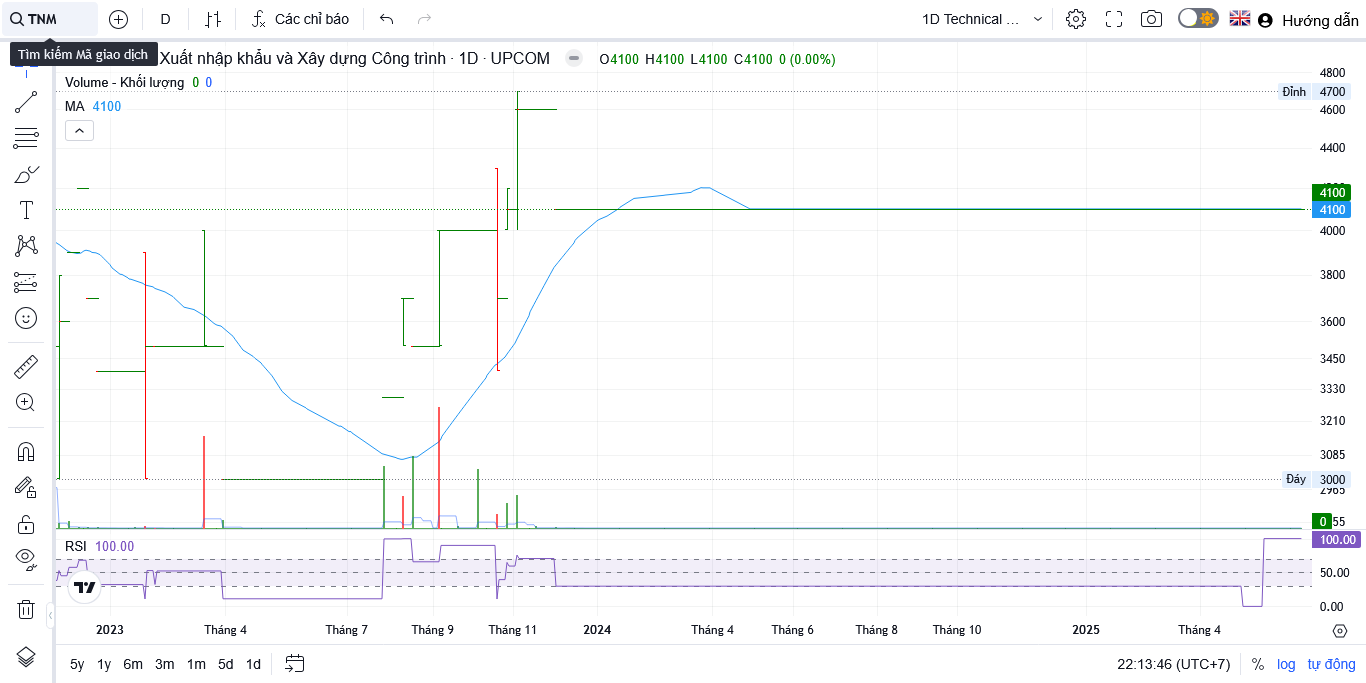 TNM
D
Các chỉ báo
1D Technical ...
Hướng dẫn
Tìm kiếm Mã giao dịch
Xuất nhập khẩu và Xây dựng Công trình · 1D · UPCOM
O4100 H4100 L4100 C4100 0 (0.00%)
Volume - Khối lượng 0 0
MA 4100
4800
Đỉnh 4700
4600
4400
4100
4100
4000
3800
3600
3450
3330
3210
3085
Đáy 3000
2965
0 55
RSI 100.00
100.00
50.00
0.00
2023 Tháng 4 Tháng 7 Tháng 9 Tháng 11 2024 Tháng 4 Tháng 6 Tháng 8 Tháng 10 2025 Tháng 4
5y 1y 6m 3m 1m 5d 1d
22:13:46 (UTC+7) % log tự động